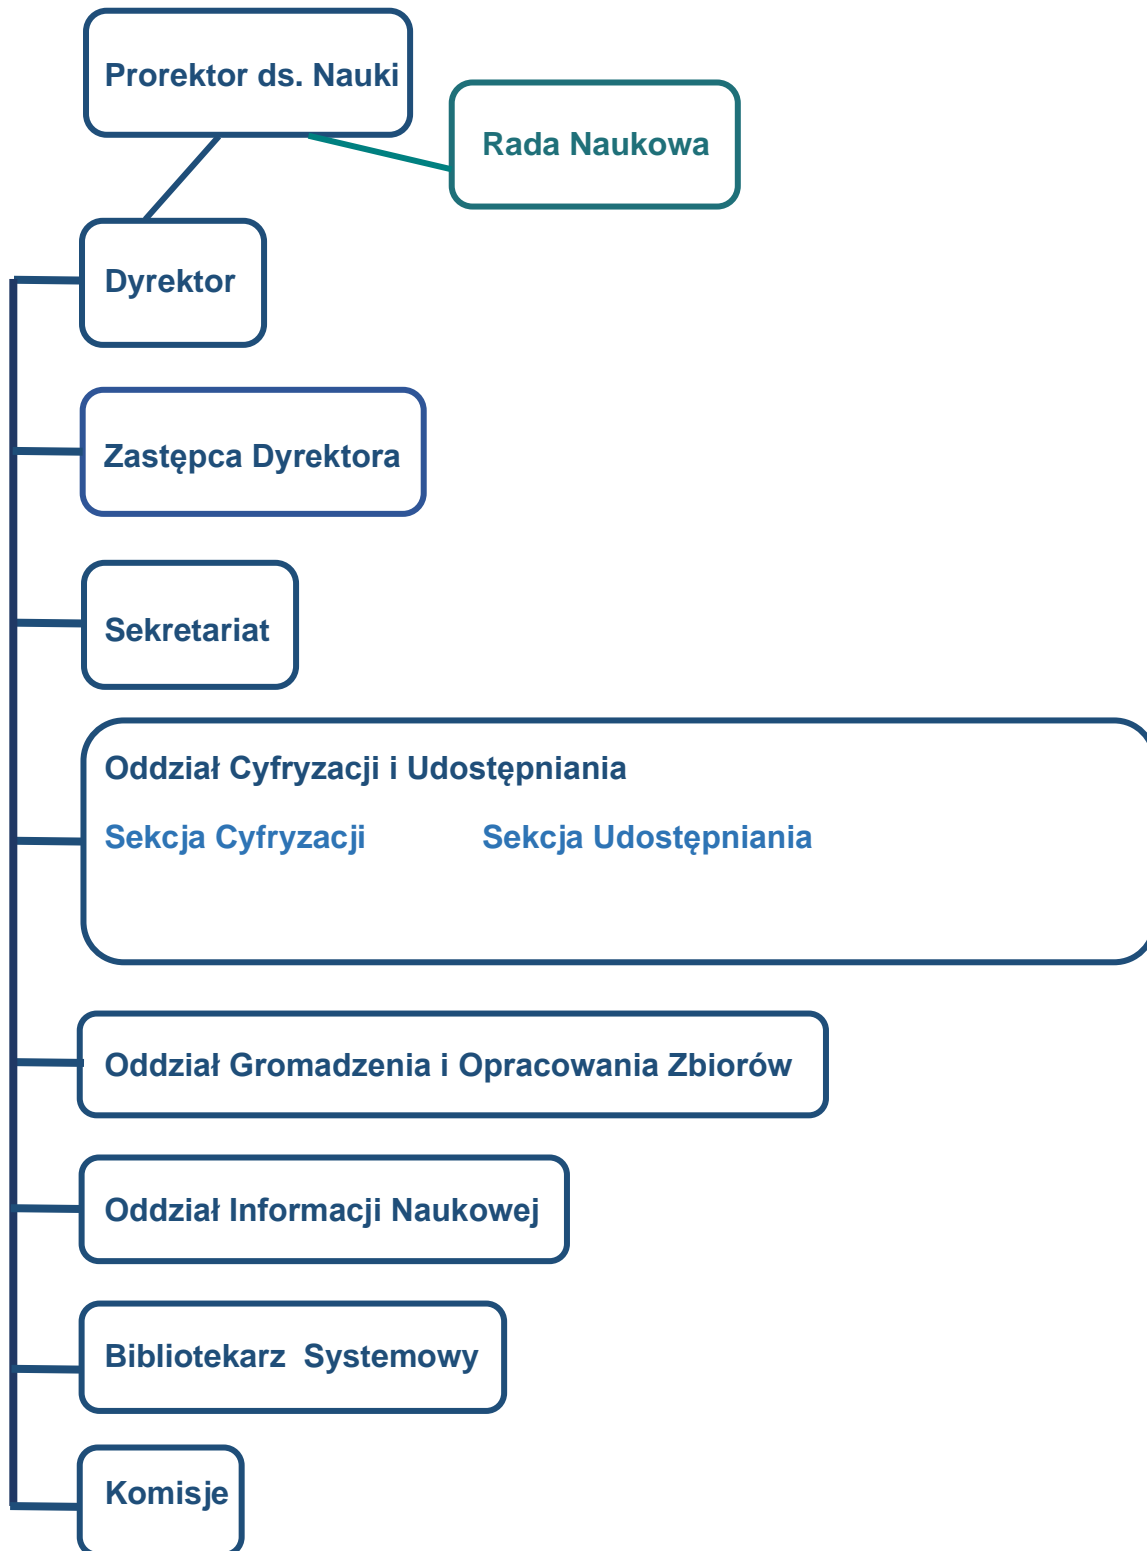 Prorektor ds. Nauki
Rada Naukowa
Dyrektor
Zastępca Dyrektora
Sekretariat
Oddział Cyfryzacji i Udostępniania
Sekcja Cyfryzacji Sekcja Udostępniania
Oddział Gromadzenia i Opracowania Zbiorów
Oddział Informacji Naukowej
Bibliotekarz  Systemowy
Komisje